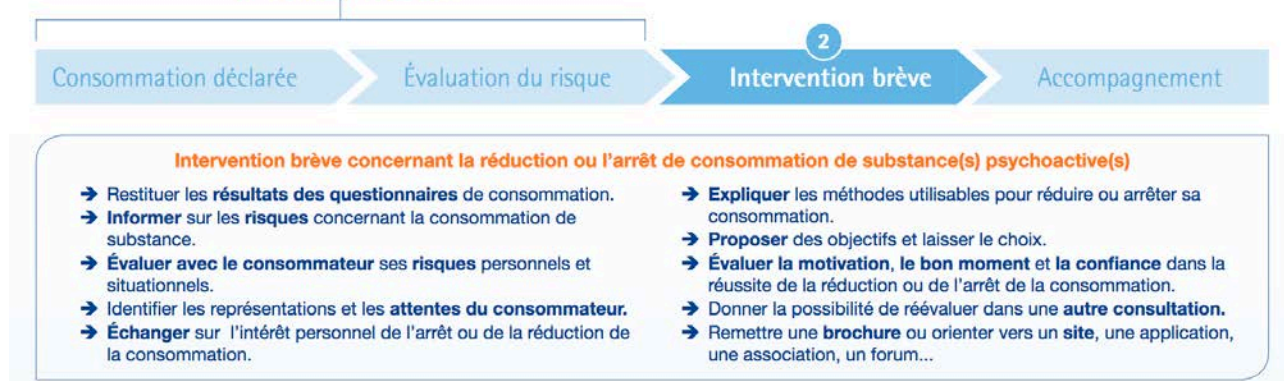 2
Consommation déclarée
Évaluation du risque
Intervention brève
Accompagnement
Intervention brève concernant la réduction ou l'arrêt de consommation de substance(s) psychoactive(s)
➔ Restituer les résultats des questionnaires de consommation.
➔ Informer sur les risques concernant la consommation de
substance.
➔ Évaluer avec le consommateur ses risques personnels et
situationnels.
➔ Identifier les représentations et les attentes du consommateur.
➔ Échanger sur l'intérêt personnel de l'arrêt ou de la réduction de
la consommation.
➔ Expliquer les méthodes utilisables pour réduire ou arrêter sa
consommation.
➔ Proposer des objectifs et laisser le choix.
➔ Évaluer la motivation, le bon moment et la confiance dans la
réussite de la réduction ou de l'arrêt de la consommation.
➔ Donner la possibilité de réévaluer dans une autre consultation.
➔ Remettre une brochure ou orienter vers un site, une application,
une association, un forum...